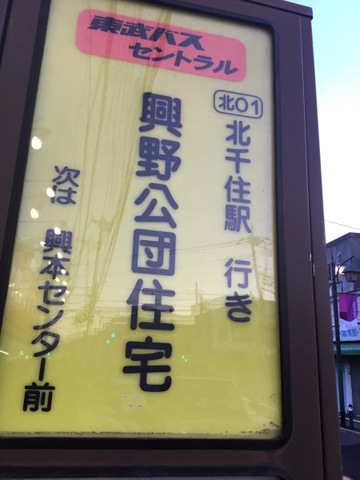 東武バス
セントラル
北01
北千住駅 行き
興野公団住宅
次は 興本センター前